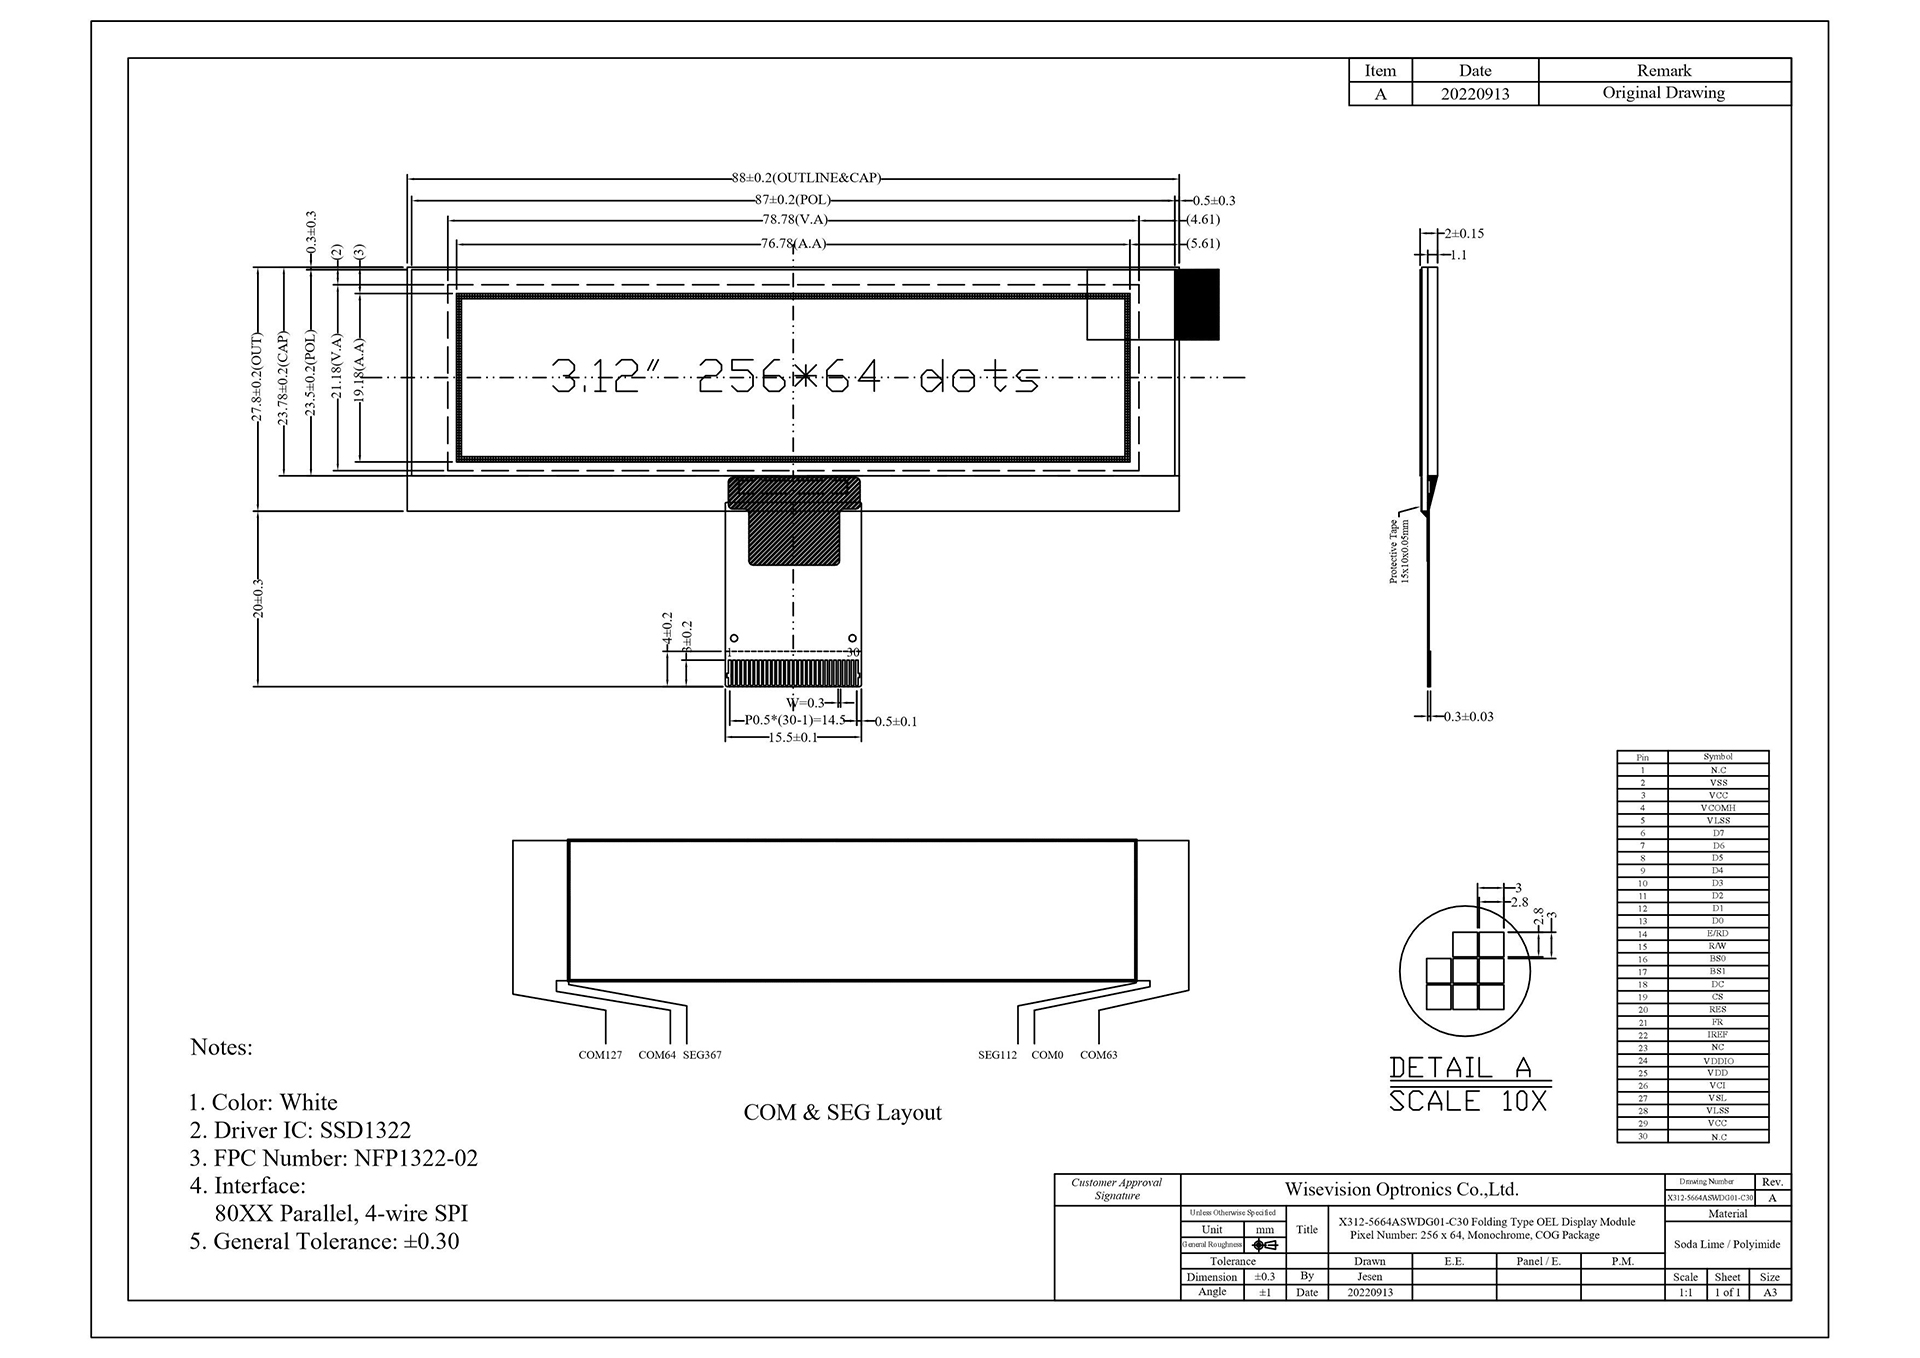 Item Date Remark
A 20220913 Original Drawing
88±0.2(OUTLINE&CAP)
87±0.2(POL)
0.5±0.3
78.78(V.A)
(4.61)
76.78(A.A)
(5.61)
0.3±0.3
(2)
(3)
27.8±0.2(OUT)
23.78±0.2(CAP)
23.5±0.2(POL)
21.18(V.A)
19.18(A.A)
3.12" 256*64 dots
20±0.3
4±0.2
3±0.2
1 30
W=0.3
P0.5*(30-1)=14.5
0.5±0.1
15.5±0.1
2±0.15
1.1
Protective Tape
15x10x0.05mm
0.3±0.03
COM127 COM64 SEG367
SEG112 COM0 COM63
COM & SEG Layout
3
2.8
2.8
3
DETAIL A
SCALE 10X
Pin Symbol
1 N.C
2 VSS
3 VCC
4 VCOMH
5 VLSS
6 D7
7 D6
8 D5
9 D4
10 D3
11 D2
12 D1
13 D0
14 E/RD
15 R/W
16 BS0
17 BS1
18 DC
19 CS
20 RES
21 FR
22 IREF
23 NC
24 VDDIO
25 VDD
26 VCI
27 VSL
28 VLSS
29 VCC
30 N.C
Notes:
1. Color: White
2. Driver IC: SSD1322
3. FPC Number: NFP1322-02
4. Interface:
80XX Parallel, 4-wire SPI
5. General Tolerance: ±0.30
Customer Approval
Signature
Wisevision Optronics Co.,Ltd.
Drawing Number Rev.
X312-5664ASWDG01-C30 A
Unless Otherwise Specified
Unit mm
General Roughness
Tolerance
Dimension ±0.3
Angle ±1
Title
X312-5664ASWDG01-C30 Folding Type OEL Display Module
Pixel Number: 256 x 64, Monochrome, COG Package
Material
Soda Lime / Polyimide
Drawn E.E. Panel / E. P.M.
By Jesen
Date 20220913
Scale Sheet Size
1:1 1 of 1 A3